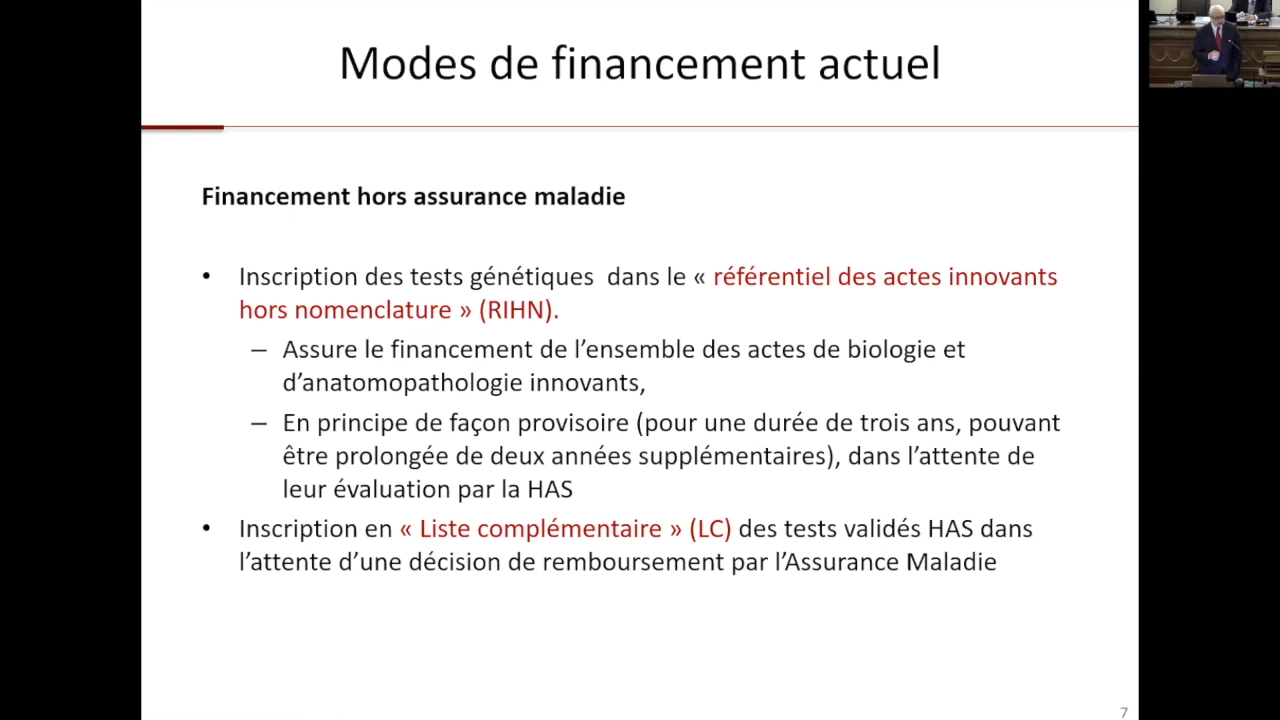 Modes de financement actuel
Financement hors assurance maladie
• Inscription des tests génétiques dans le « référentiel des actes innovants
hors nomenclature » (RIHN).
– Assure le financement de l’ensemble des actes de biologie et
d’anatomopathologie innovants,
– En principe de façon provisoire (pour une durée de trois ans, pouvant
être prolongée de deux années supplémentaires), dans l’attente de
leur évaluation par la HAS
• Inscription en « Liste complémentaire » (LC) des tests validés HAS dans
l’attente d’une décision de remboursement par l’Assurance Maladie
7